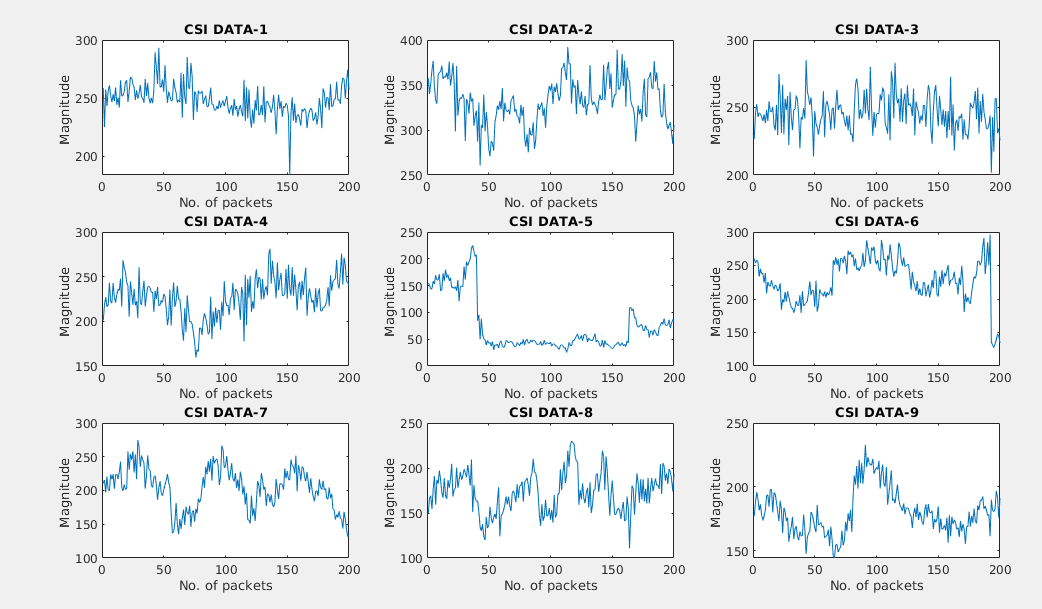 CSI DATA-1 CSI DATA-2 CSI DATA-3
300 400 300
Magnitude Magnitude Magnitude
350
250 250
300
200
250 200
0 50 100 150 200 0 50 100 150 200 0 50 100 150 200
No. of packets No. of packets No. of packets
CSI DATA-4 CSI DATA-5 CSI DATA-6
300 250 300
Magnitude Magnitude Magnitude
200
250 250
150
200 100 200
50 150
150 0 100
0 50 100 150 200 0 50 100 150 200 0 50 100 150 200
No. of packets No. of packets No. of packets
CSI DATA-7 CSI DATA-8 CSI DATA-9
300 250 250
Magnitude Magnitude Magnitude
250 200
200 200
150 150
150
100 100
0 50 100 150 200 0 50 100 150 200 0 50 100 150 200
No. of packets No. of packets No. of packets